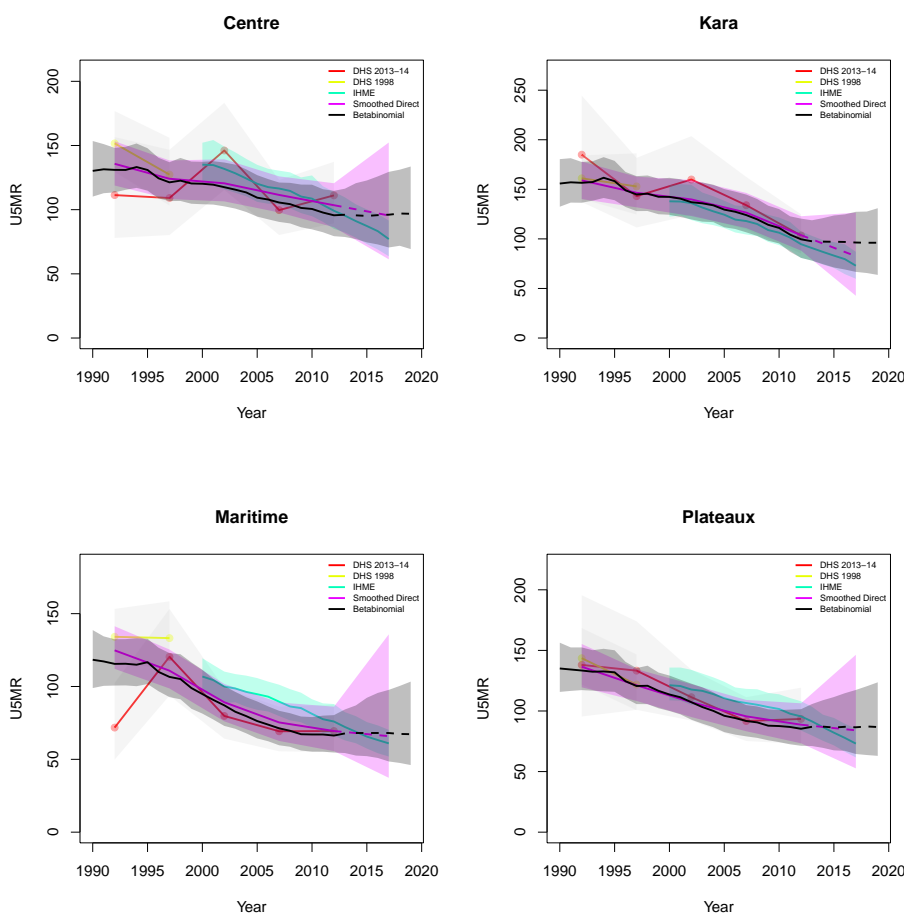 Centre
U5MR
0 50 100 150 200
1990 1995 2000 2005 2010 2015 2020
Year
DHS 2013−14
DHS 1998
IHME
Smoothed Direct
Betabinomial
Kara
U5MR
0 50 100 150 200 250
1990 1995 2000 2005 2010 2015 2020
Year
DHS 2013−14
DHS 1998
IHME
Smoothed Direct
Betabinomial
Maritime
U5MR
0 50 100 150
1990 1995 2000 2005 2010 2015 2020
Year
DHS 2013−14
DHS 1998
IHME
Smoothed Direct
Betabinomial
Plateaux
U5MR
0 50 100 150 200
1990 1995 2000 2005 2010 2015 2020
Year
DHS 2013−14
DHS 1998
IHME
Smoothed Direct
Betabinomial